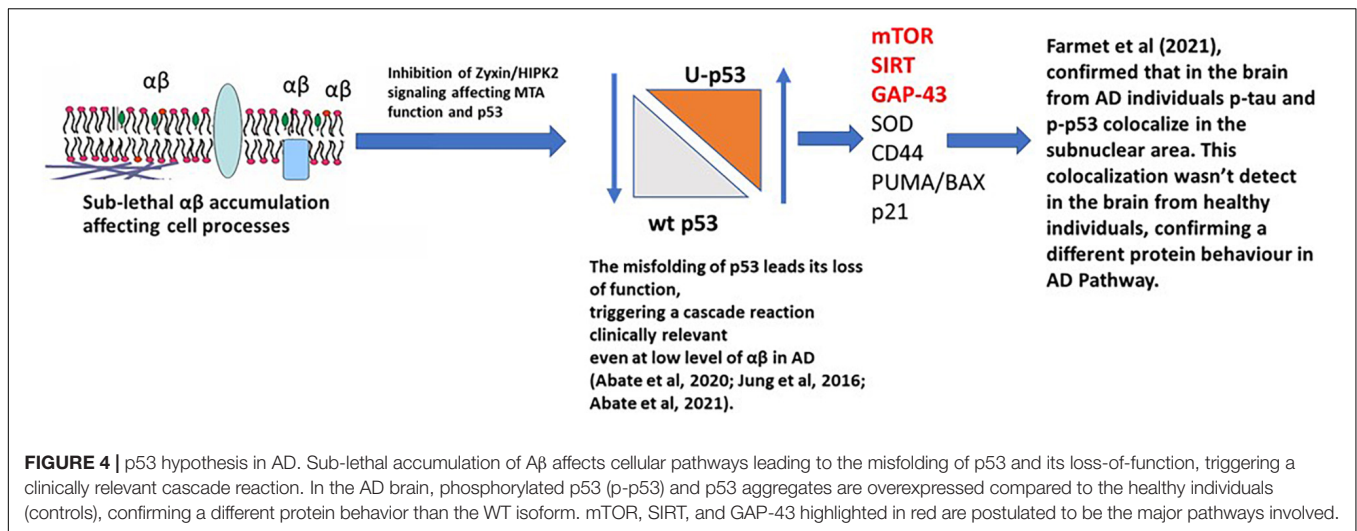 αβ
αβ
αβ
Sub-lethal αβ accumulation
affecting cell processes
Inhibition of Zyxin/HIPK2
signaling affecting MTA
function and p53
U-p53
wt p53
The misfolding of p53 leads its loss
of function,
triggering a cascade reaction
clinically relevant
even at low level of αβ in AD
(Abate et al, 2020; Jung et al, 2016;
Abate et al, 2021).
mTOR
SIRT
GAP-43
SOD
CD44
PUMA/BAX
p21
Farmet et al (2021),
confirmed that in the brain
from AD individuals p-tau and
p-p53 colocalize in the
subnuclear area. This
colocalization wasn't detect
in the brain from healthy
individuals, confirming a
different protein behaviour in
AD Pathway.
FIGURE 4 | p53 hypothesis in AD. Sub-lethal accumulation of Aβ affects cellular pathways leading to the misfolding of p53 and its loss-of-function, triggering a
clinically relevant cascade reaction. In the AD brain, phosphorylated p53 (p-p53) and p53 aggregates are overexpressed compared to the healthy individuals
(controls), confirming a different protein behavior than the WT isoform. mTOR, SIRT, and GAP-43 highlighted in red are postulated to be the major pathways involved.